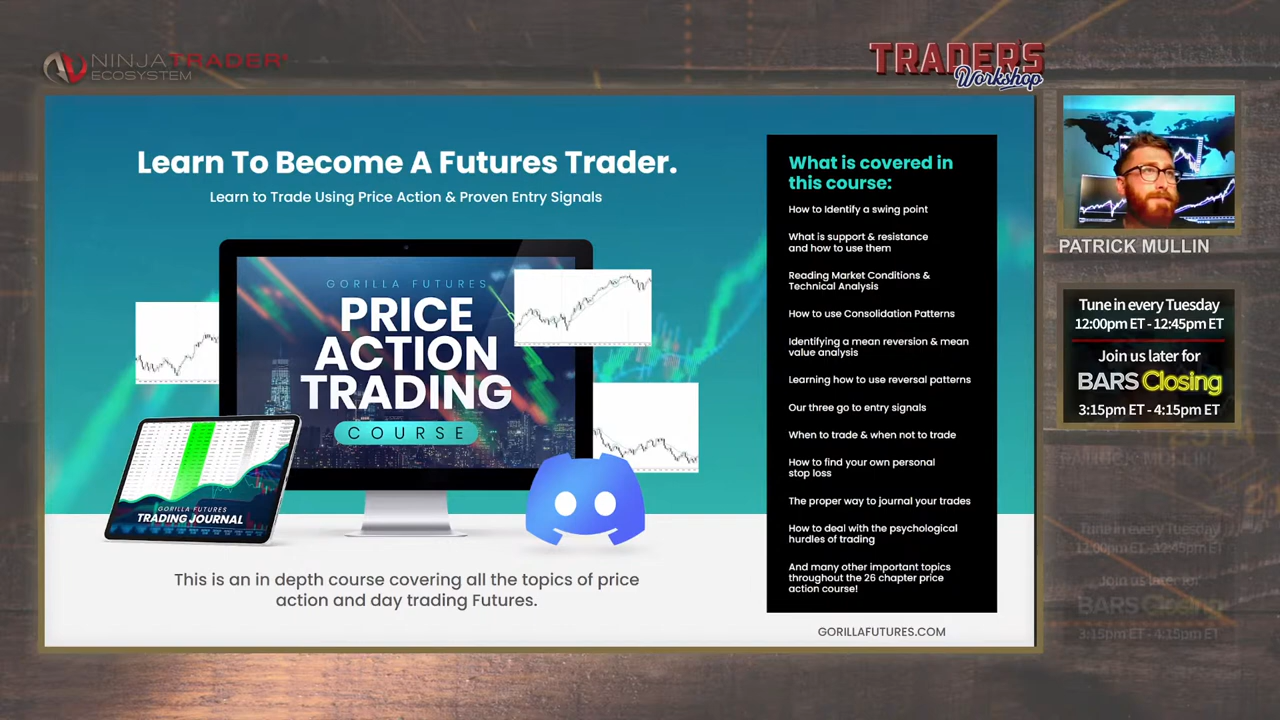 NINJATRADER
ECOSYSTEM
TRADER'S
Workshop
Learn To Become A Futures Trader.
Learn to Trade Using Price Action & Proven Entry Signals
GORILLA FUTURES
PRICE
ACTION
TRADING
COURSE
GORILLA FUTURES
TRADING JOURNAL
This is an in depth course covering all the topics of price
action and day trading Futures.
What is covered in
this course:
How to Identify a swing point
What is support & resistance
and how to use them
Reading Market Conditions &
Technical Analysis
How to use Consolidation Patterns
Identifying a mean reversion & mean
value analysis
Learning how to use reversal patterns
Our three go to entry signals
When to trade & when not to trade
How to find your own personal
stop loss
The proper way to journal your trades
How to deal with the psychological
hurdles of trading
And many other important topics
throughout the 26 chapter price
action course!
GORILLAFUTURES.COM
PATRICK MULLIN
Tune in every Tuesday
12:00pm ET - 12:45pm ET
Join us later for
BARS Closing
3:15pm ET - 4:15pm ET